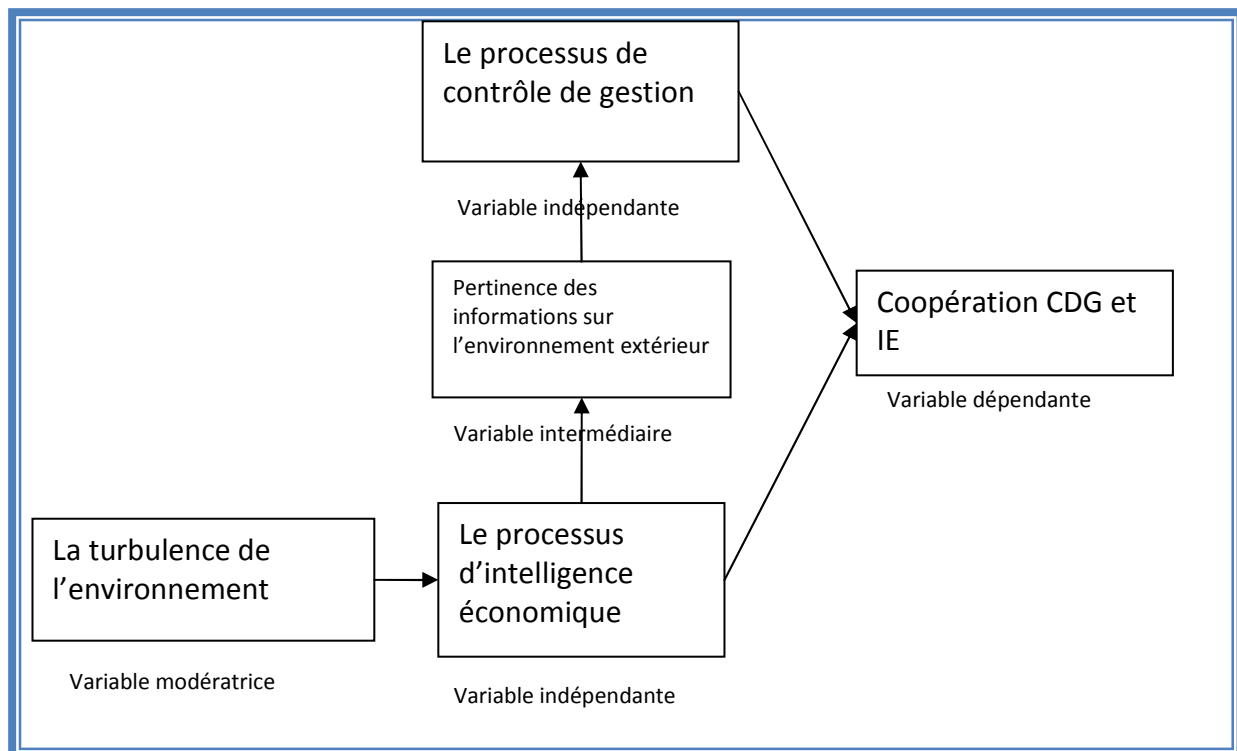 Le processus de
contrôle de gestion
Variable indépendante
Pertinence des
informations sur
l’environnement extérieur
Variable intermédiaire
Coopération CDG et
IE
Variable dépendante
La turbulence de
l’environnement
Variable modératrice
Le processus
d’intelligence
économique
Variable indépendante